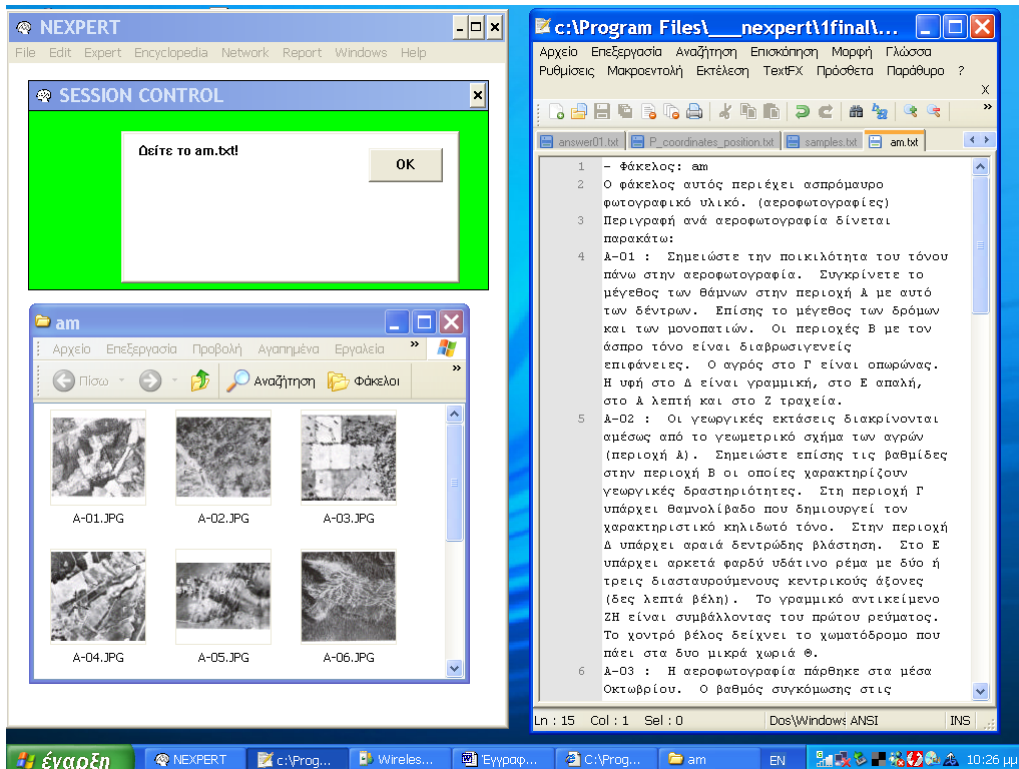 NEXPERT
File Edit Expert Encyclopedia Network Report Windows Help
SESSION CONTROL
Δείτε το am.txt!
OK
am
Αρχείο Επεξεργασία Προβολή Αγαπημένα Εργαλεία »
Πίσω Αναζήτηση Φάκελοι »
A-01.JPG A-02.JPG A-03.JPG
A-04.JPG A-05.JPG A-06.JPG
c:\Program Files\___nexpert\1final\...
Αρχείο Επεξεργασία Αναζήτηση Επισκόπηση Μορφή Γλώσσα
Ρυθμίσεις Μακροεντολή Εκτέλεση TextFX Πρόσθετα Παράθυρο ?
X
»
answer01.txt P_coordinates_position.txt samples.txt am.txt
1 - Φάκελος: am
2 Ο φάκελος αυτός περιέχει ασπρόμαυρο
φωτογραφικό υλικό. (αεροφωτογραφίες)
3 Περιγραφή ανά αεροφωτογραφία δίνεται
παρακάτω:
4 Α-01 : Σημειώστε την ποικιλότητα του τόνου
πάνω στην αεροφωτογραφία. Συγκρίνετε το
μέγεθος των θάμνων στην περιοχή Α με αυτό
των δέντρων. Επίσης το μέγεθος των δρόμων
και των μονοπατιών. Οι περιοχές Β με τον
άσπρο τόνο είναι διαβρωσιγενείς
επιφάνειες. Ο αγρός στο Γ είναι οπωρώνας.
Η υφή στο Δ είναι γραμμική, στο Ε απαλή,
στο Α λεπτή και στο Ζ τραχεία.
5 Α-02 : Οι γεωργικές εκτάσεις διακρίνονται
αμέσως από το γεωμετρικό σχήμα των αγρών
(περιοχή Α). Σημειώστε επίσης τις βαθμίδες
στην περιοχή Β οι οποίες χαρακτηρίζουν
γεωργικές δραστηριότητες. Στη περιοχή Γ
υπάρχει θαμνολίβαδο που δημιουργεί τον
χαρακτηριστικό κηλιδωτό τόνο. Στην περιοχή
Δ υπάρχει αραιά δεντρώδης βλάστηση. Στο Ε
υπάρχει αρκετά φαρδύ υδάτινο ρέμα με δύο ή
τρεις διασταυρούμενους κεντρικούς άξονες
(δες λεπτά βέλη). Το γραμμικό αντικείμενο
ΖΗ είναι συμβάλλοντας του πρώτου ρεύματος.
Το χοντρό βέλος δείχνει το χωματόδρομο που
πάει στα δυο μικρά χωριά Θ.
6 Α-03 : Η αεροφωτογραφία πάρθηκε στα μέσα
Οκτωβρίου. Ο βαθμός συγκόμωσης στις
Ln : 15 Col : 1 Sel : 0 Dos\Windows ANSI INS
έναρξη NEXPERT c:\Prog... Wireles... Έγγραφ... C:\Prog... am EN 10:26 μμ